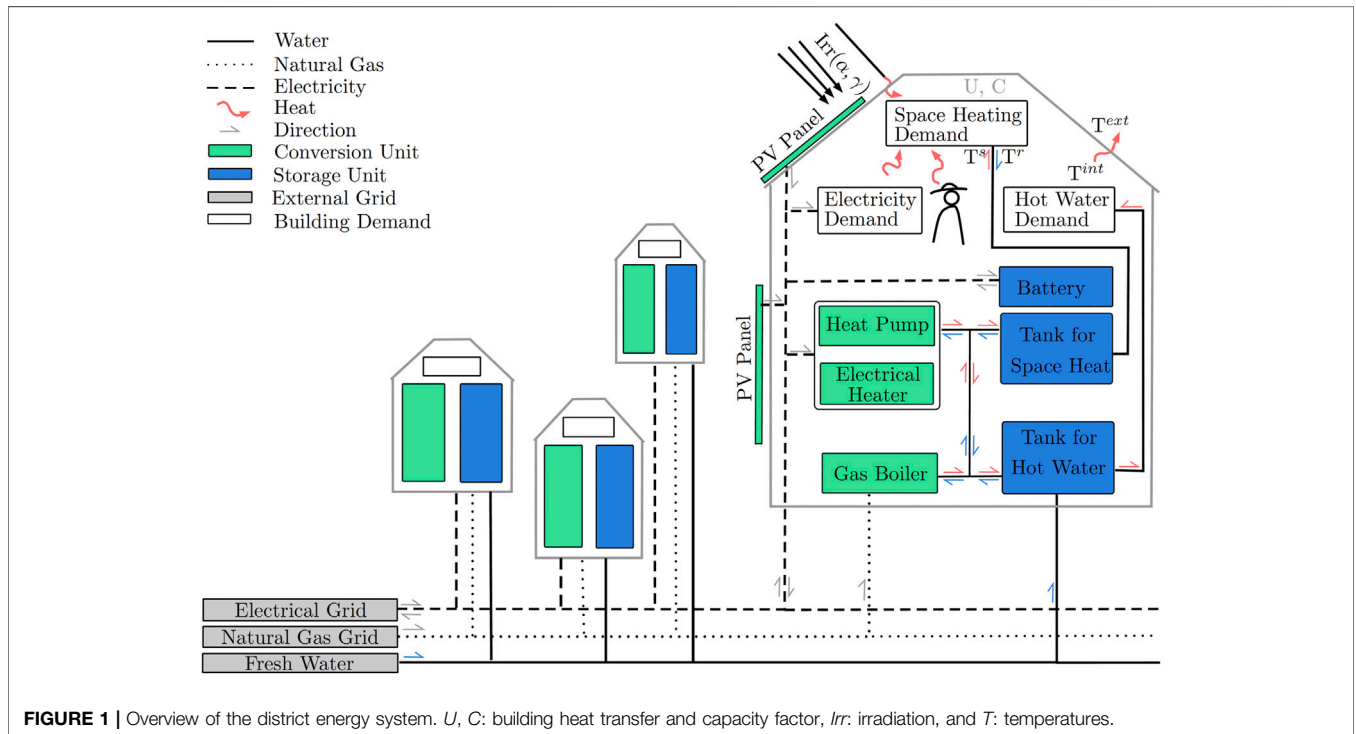 Water
Natural Gas
Electricity
Heat
Direction
Conversion Unit
Storage Unit
External Grid
Building Demand
Irr(α, γ)
PV Panel
U, C
Space Heating
Demand
T^s
T^r
T^ext
T^int
Electricity
Demand
Hot Water
Demand
Battery
PV Panel
Heat Pump
Electrical
Heater
Tank for
Space Heat
Gas Boiler
Tank for
Hot Water
Electrical Grid
Natural Gas Grid
Fresh Water
FIGURE 1 | Overview of the district energy system. U, C: building heat transfer and capacity factor, Irr: irradiation, and T: temperatures.